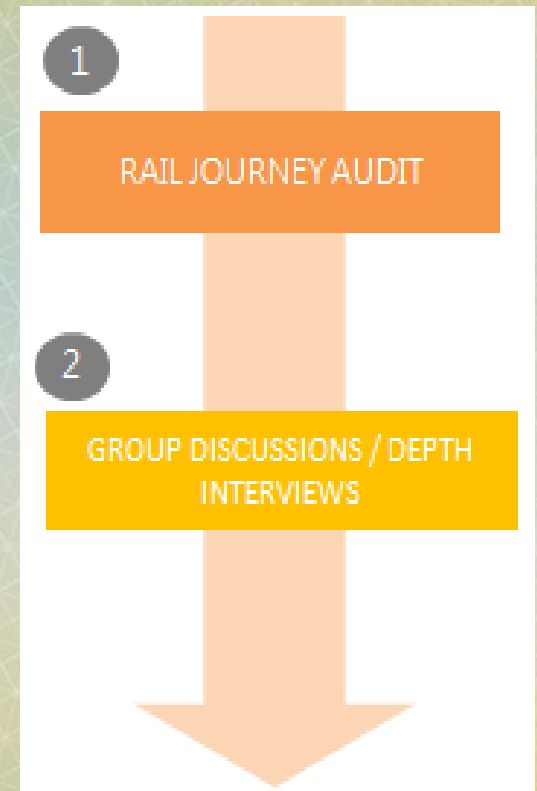 1
RAIL JOURNEY AUDIT
2
GROUP DISCUSSIONS / DEPTH
INTERVIEWS